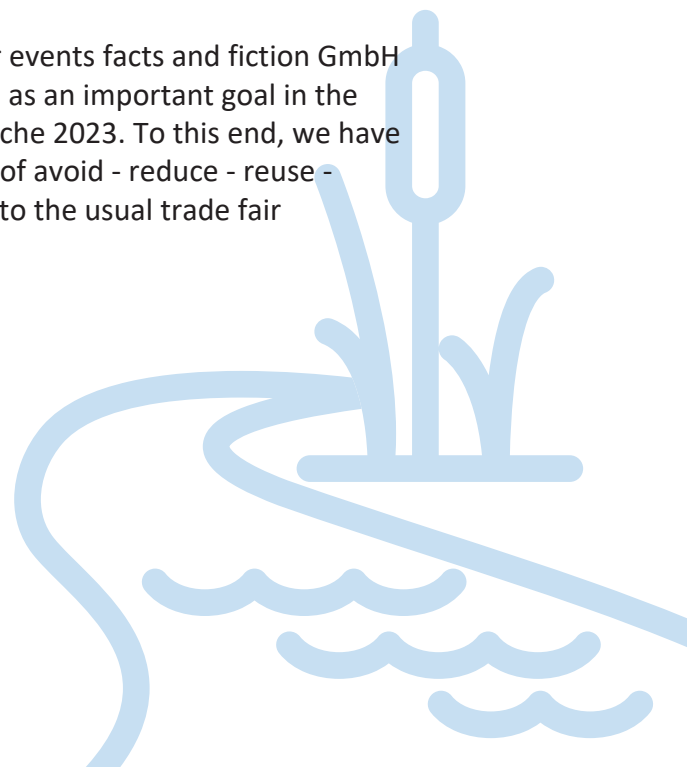 r events facts and fiction GmbH
as an important goal in the
che 2023. To this end, we have
of avoid - reduce - reuse -
to the usual trade fair